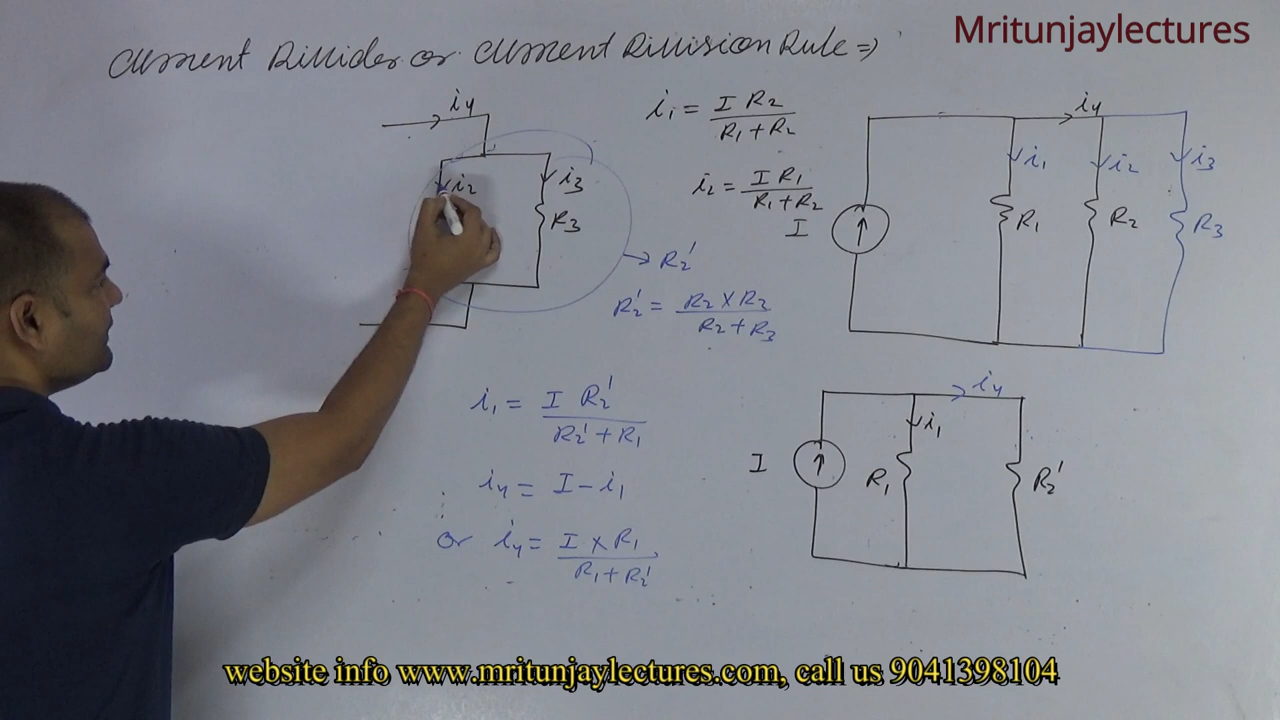 Mritunjaylectures
Current Divider or Current Division Rule ⇒
i4
i2
i3
R3
→ R2'
R2' = R2 × R2 / R2 + R3
i1 = I R2 / R1 + R2
i2 = I R1 / R1 + R2
I
i4
i1
i2
i3
R1
R2
R3
i1 = I R2' / R2' + R1
i4 = I - i1
or i4 = I × R1 / R1 + R2'
i4
i1
I
R1
R2'
website info www.mritunjaylectures.com, call us 9041398104